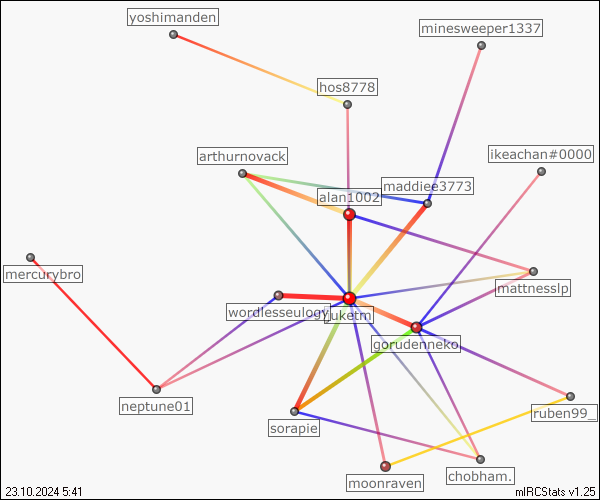 yoshimanden
minesweeper1337
hos8778
arthurnovack
ikeachan#0000
maddiee3773
alan1002
mercurybro
mattnesslp
wordlesseulogy
juketm
gorudenneko
neptune01
ruben99_
sorapie
chobham.
moonraven
23.10.2024 5:41
mIRCStats v1.25